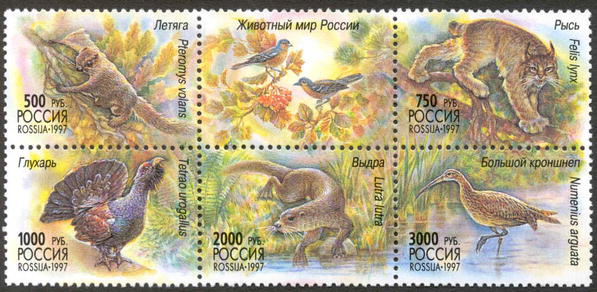 Летяга
Pteromys volans
500 РУБ.
РОССИЯ
ROSSIJA•1997
Животный мир России
Рысь
Felis lynx
750 РУБ.
РОССИЯ
ROSSIJA•1997
Глухарь
Tetrao urogallus
1000 РУБ.
РОССИЯ
ROSSIJA•1997
Выдра
Lutra lutra
2000 РУБ.
РОССИЯ
ROSSIJA•1997
Большой кроншнеп
Numenius arguata
3000 РУБ.
РОССИЯ
ROSSIJA•1997